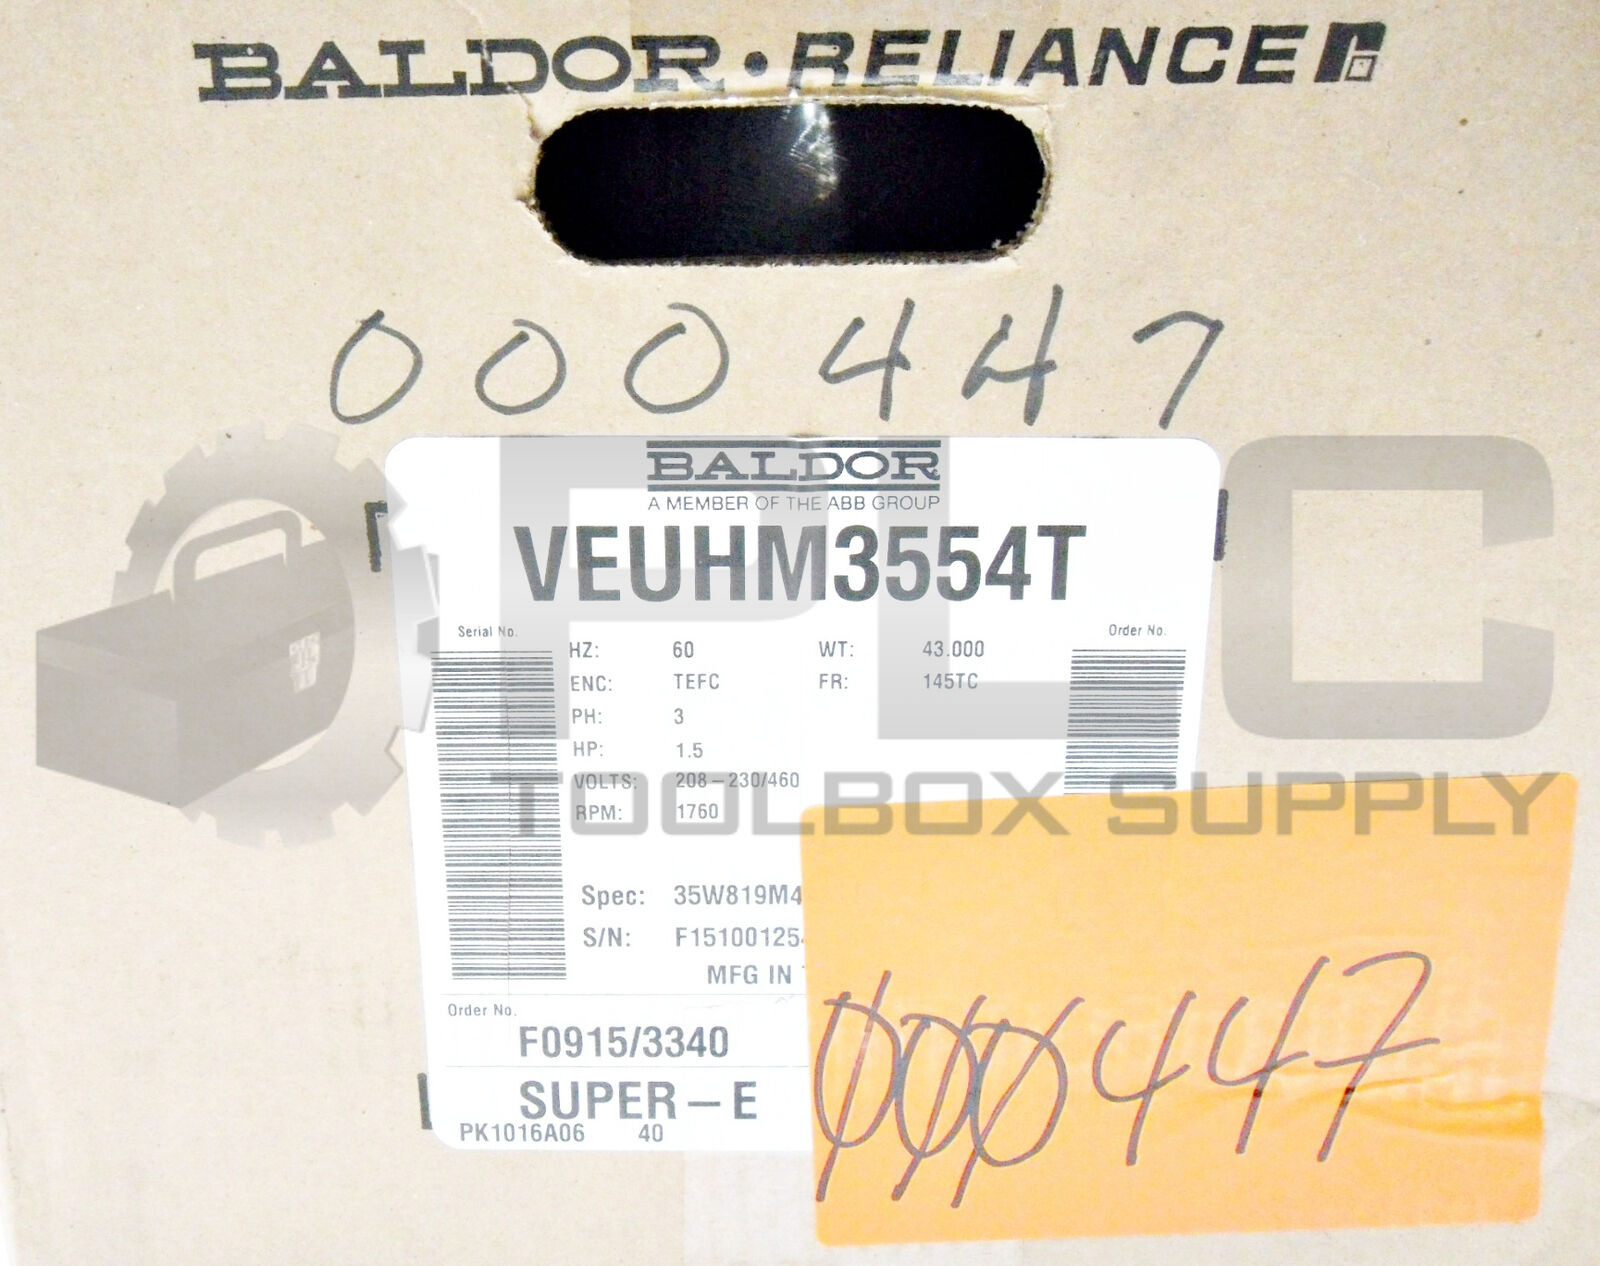 BALDOR • RELIANCE
000447
BALDOR
A MEMBER OF THE ABB GROUP
VEUHM3554T
Serial No.
Order No.
HZ: 60 WT: 43.000
ENC: TEFC FR: 145TC
PH: 3
HP: 1.5
VOLTS: 208-230/460
RPM: 1760
Spec: 35W819M4
S/N: F15100125
MFG IN
Order No.
F0915/3340
SUPER-E
PK1016A06 40
000447
PLC
TOOLBOX SUPPLY